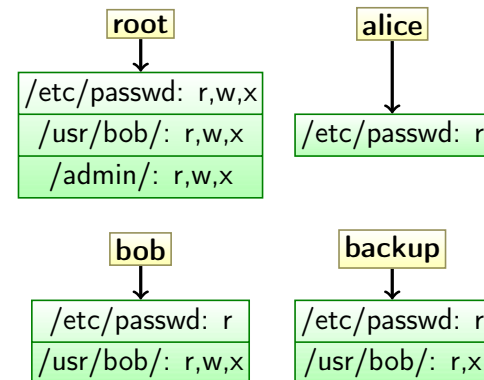 root
/etc/passwd: r,w,x
/usr/bob/: r,w,x
/admin/: r,w,x
alice
/etc/passwd: r
bob
/etc/passwd: r
/usr/bob/: r,w,x
backup
/etc/passwd: r
/usr/bob/: r,x